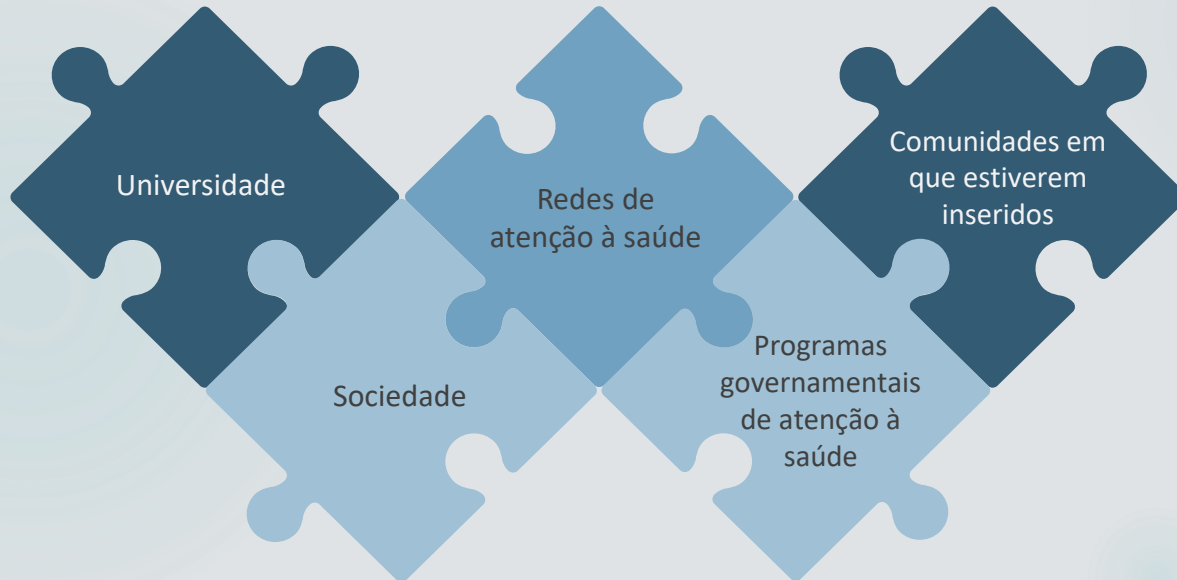 Universidade
Sociedade
Redes de
atenção à saúde
Programas
governamentais
de atenção à
saúde
Comunidades em
que estiverem
inseridos